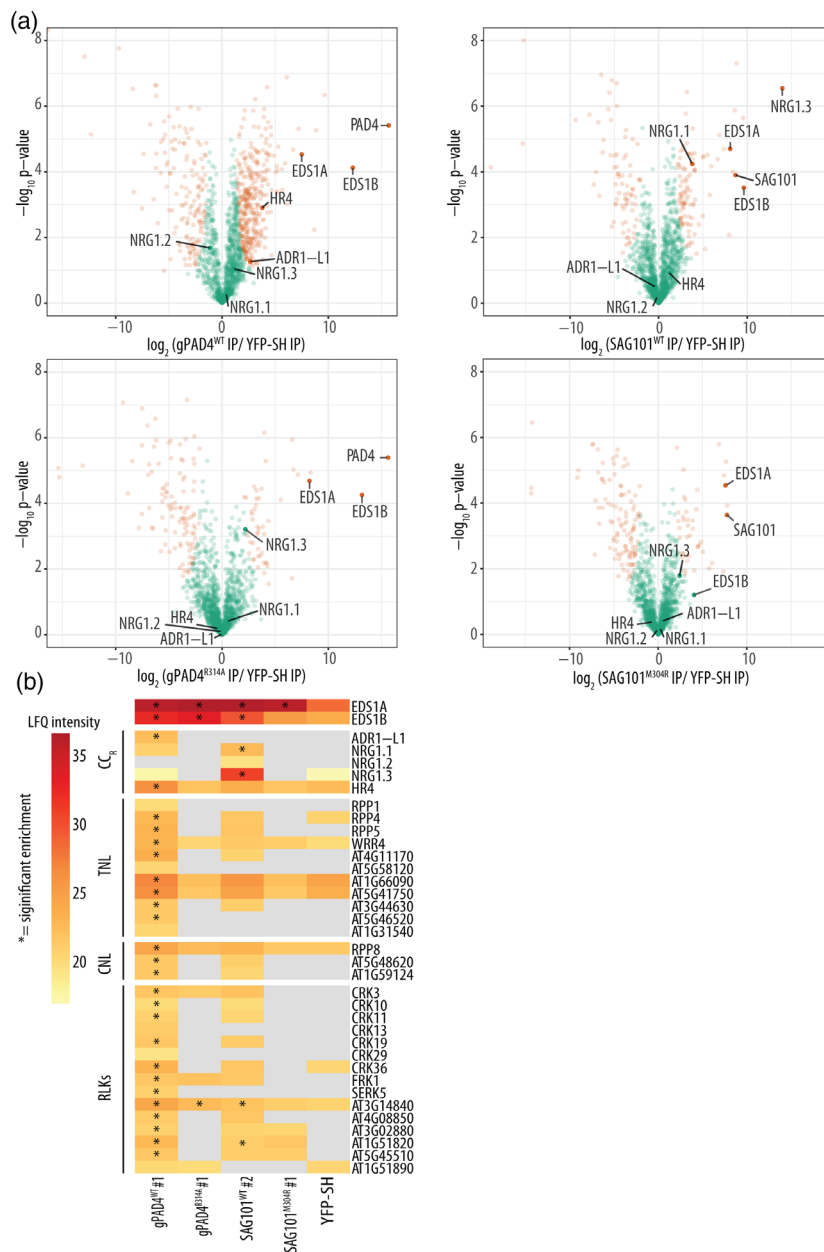 (a)
8
6
4
2
0
−10
0
10
−log10 p-value
PAD4
EDS1A
EDS1B
HR4
NRG1.2
ADR1−L1
NRG1.3
NRG1.1
log2 (gPAD4WT IP/ YFP-SH IP)
8
6
4
2
0
−10
0
10
−log10 p-value
NRG1.3
NRG1.1
EDS1A
SAG101
EDS1B
ADR1−L1
HR4
NRG1.2
log2 (SAG101WT IP/ YFP-SH IP)
8
6
4
2
0
−10
0
10
−log10 p-value
PAD4
EDS1A
EDS1B
NRG1.3
HR4
NRG1.1
NRG1.2
ADR1−L1
log2 (gPAD4R314A IP/ YFP-SH IP)
8
6
4
2
0
−10
0
10
−log10 p-value
EDS1A
SAG101
NRG1.3
EDS1B
HR4
ADR1−L1
NRG1.2
NRG1.1
log2 (SAG101M304R IP/ YFP-SH IP)
(b)
LFQ intensity
35
30
25
20
*= siginificant enrichment
* * * * EDS1A
* * * EDS1B
CCR
* ADR1−L1
* NRG1.1
NRG1.2
* NRG1.3
* HR4
TNL
RPP1
* RPP4
* RPP5
* WRR4
* AT4G11170
AT5G58120
* AT1G66090
* AT5G41750
* AT3G44630
* AT5G46520
AT1G31540
CNL
* RPP8
* AT5G48620
* AT1G59124
RLKs
* CRK3
* CRK10
* CRK11
CRK13
* CRK19
CRK29
* CRK36
* FRK1
* SERK5
* * * AT3G14840
* AT4G08850
* AT3G02880
* * AT1G51820
* AT5G45510
AT1G51890
gPAD4WT #1
gPAD4R314A #1
SAG101WT #2
SAG101M304R #1
YFP-SH